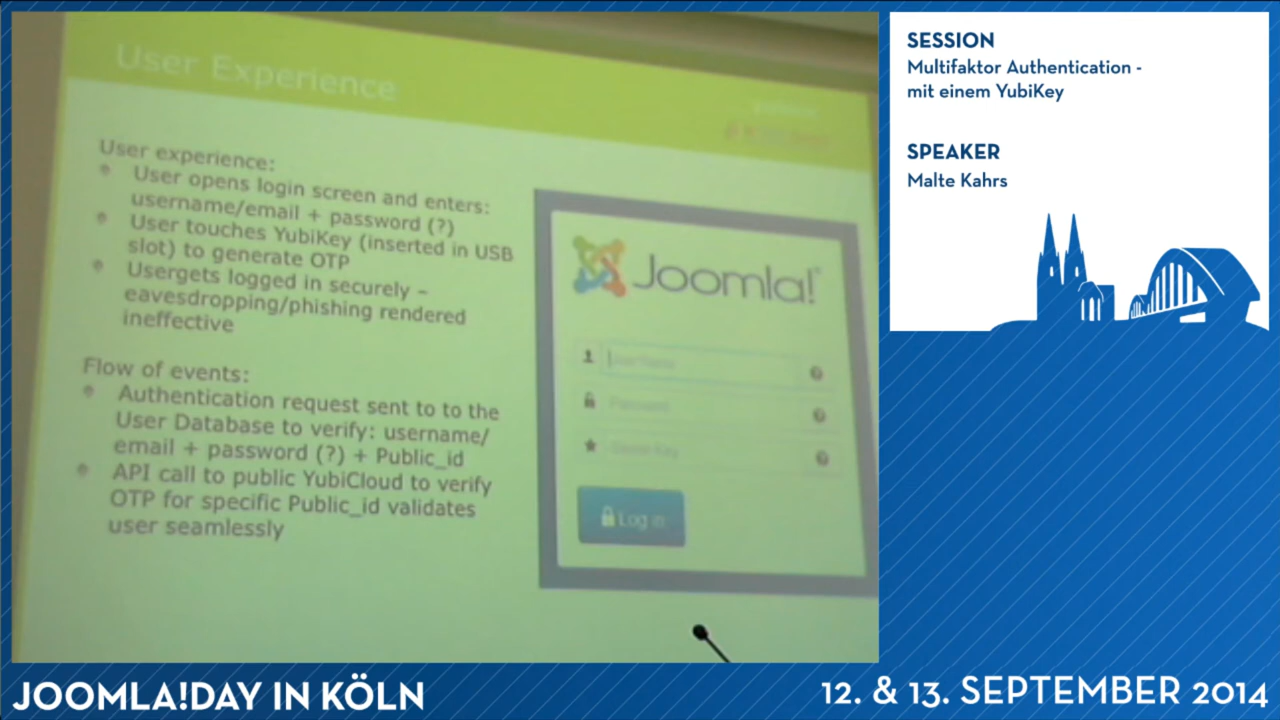 User Experience
User experience:
User opens login screen and enters:
username/email + password (?)
User touches YubiKey (inserted in USB
slot) to generate OTP
Usergets logged in securely –
eavesdropping/phishing rendered
ineffective
Flow of events:
Authentication request sent to to the
User Database to verify: username/
email + password (?) + Public_id
API call to public YubiCloud to verify
OTP for specific Public_id validates
user seamlessly
Joomla!
Password
Secret Key
Log in
SESSION
Multifaktor Authentication -
mit einem YubiKey
SPEAKER
Malte Kahrs
JOOMLA!DAY IN KÖLN
12. & 13. SEPTEMBER 2014